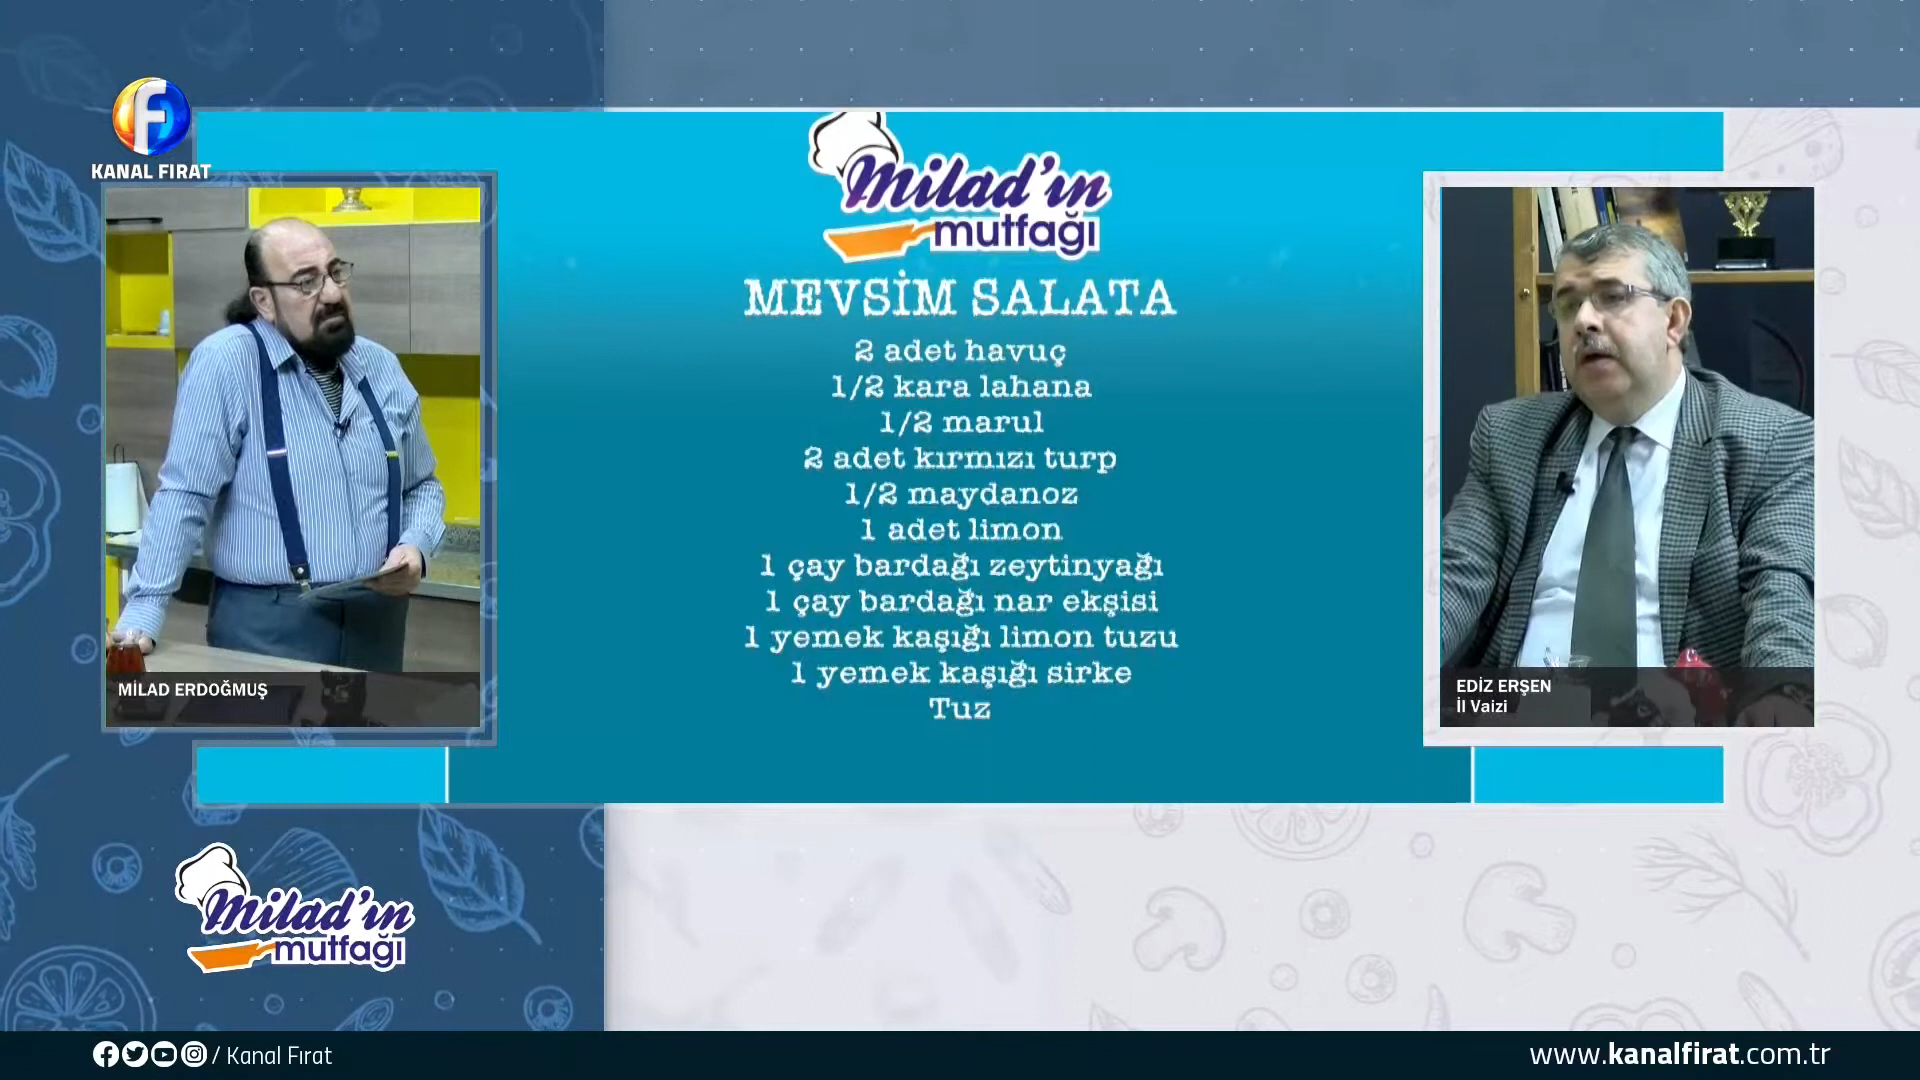 KANAL FIRAT
Milad'ın
mutfağı
MEVSİM SALATA
2 adet havuç
1/2 kara lahana
1/2 marul
2 adet kırmızı turp
1/2 maydanoz
1 adet limon
1 çay bardağı zeytinyağı
1 çay bardağı nar ekşisi
1 yemek kaşığı limon tuzu
1 yemek kaşığı sirke
Tuz
MİLAD ERDOĞMUŞ
EDİZ ERŞEN
İl Vaizi
Milad'ın
mutfağı
/ Kanal Fırat
www.kanalfirat.com.tr